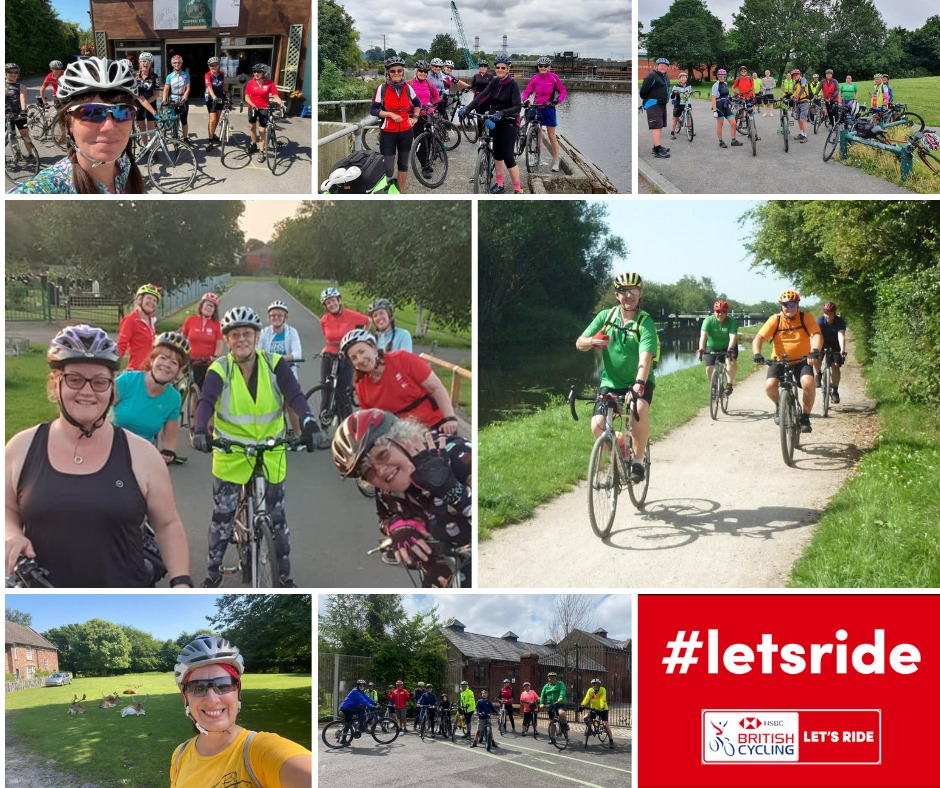 #letsride
HSBC
BRITISH
CYCLING
LET'S RIDE